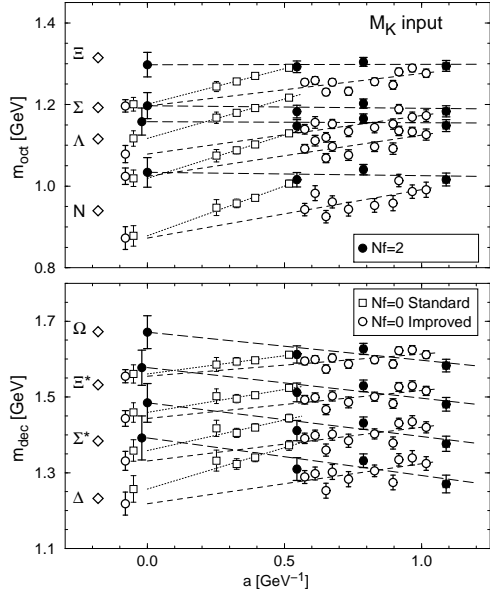 M_K input
1.4
Ξ
1.2
Σ
Λ
m_oct [GeV]
1.0
N
0.8
Nf=2
Nf=0 Standard
Nf=0 Improved
1.7
Ω
Ξ*
1.5
m_dec [GeV]
Σ*
1.3
Δ
1.1
0.0 0.5 1.0
a [GeV⁻¹]